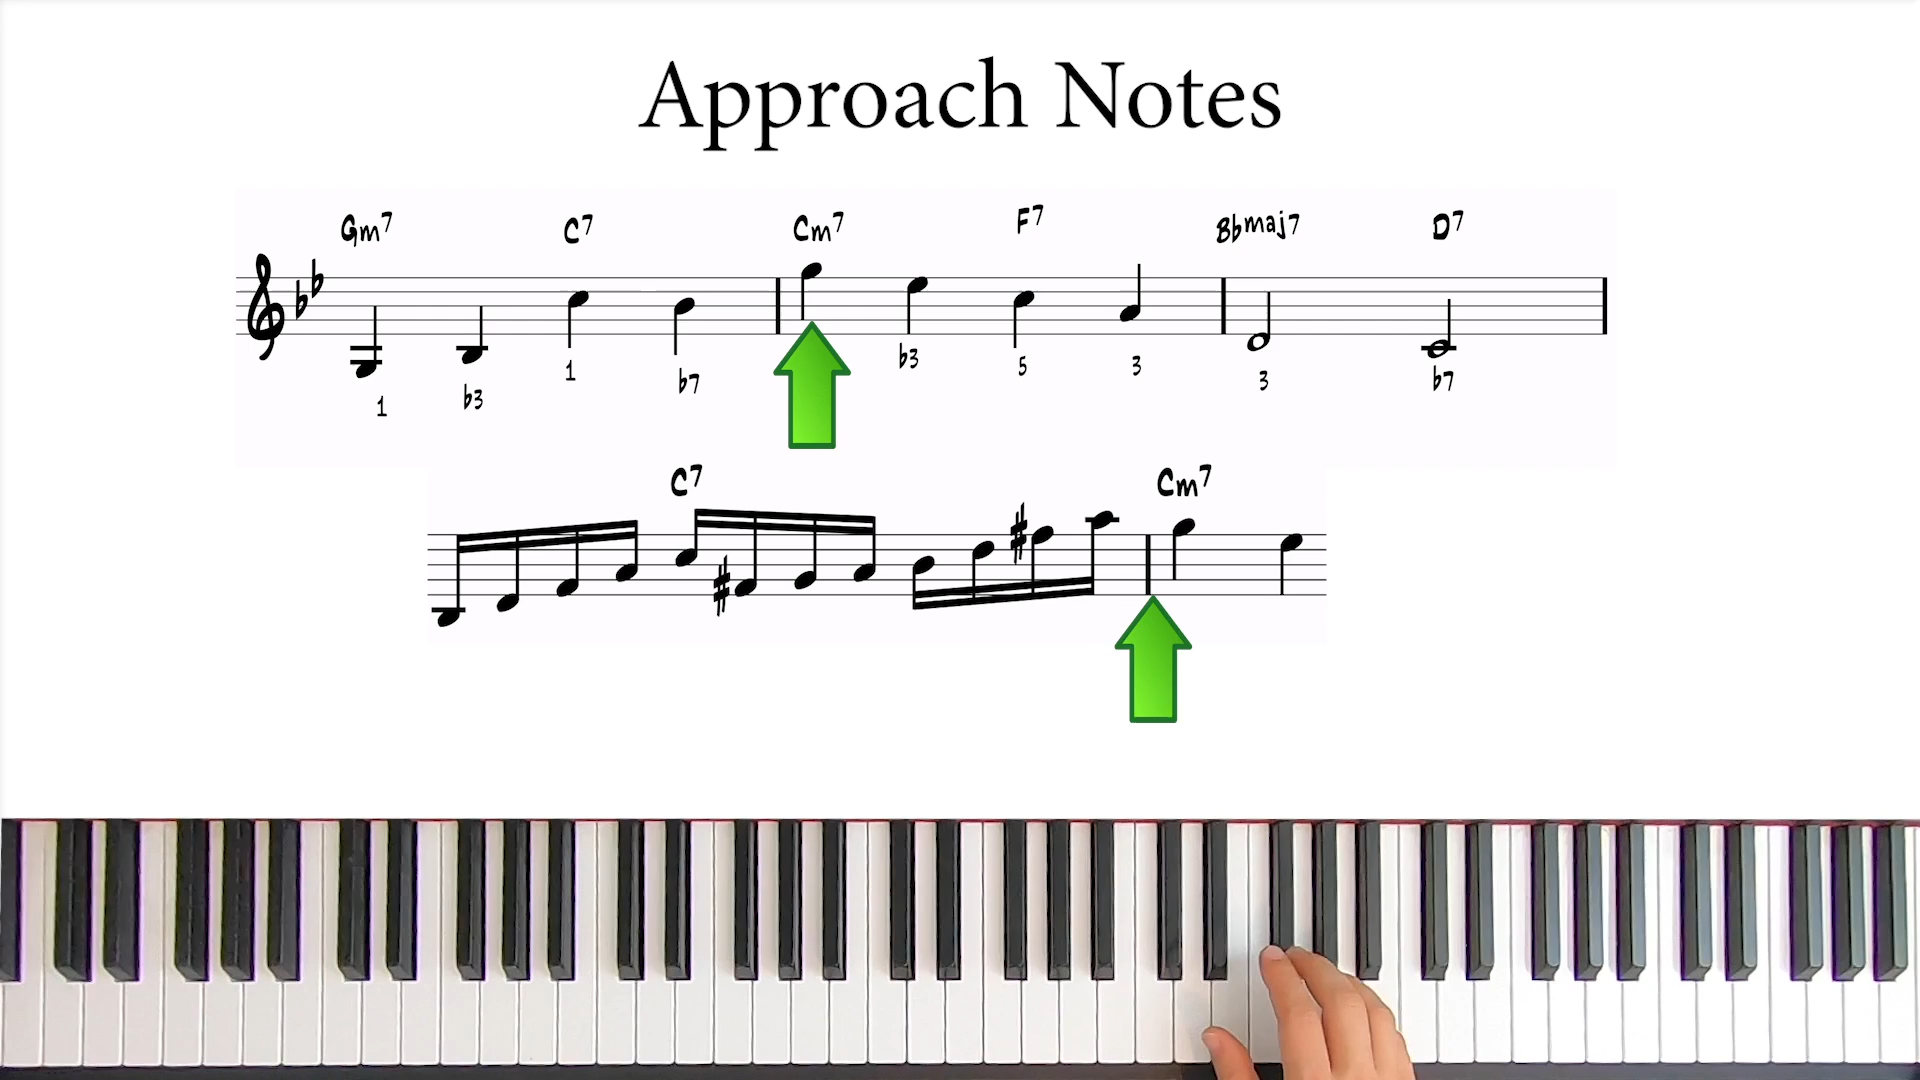 Approach Notes
Gm7 C7 Cm7 F7 Bbmaj7 D7
1 b3 1 b7 b3 5 3 3 b7
C7 Cm7